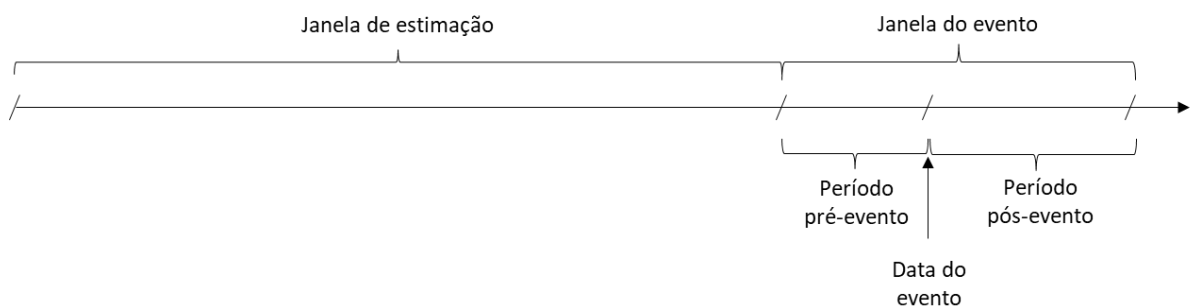 Janela de estimação
Janela do evento
Período
pré-evento
Período
pós-evento
Data do
evento